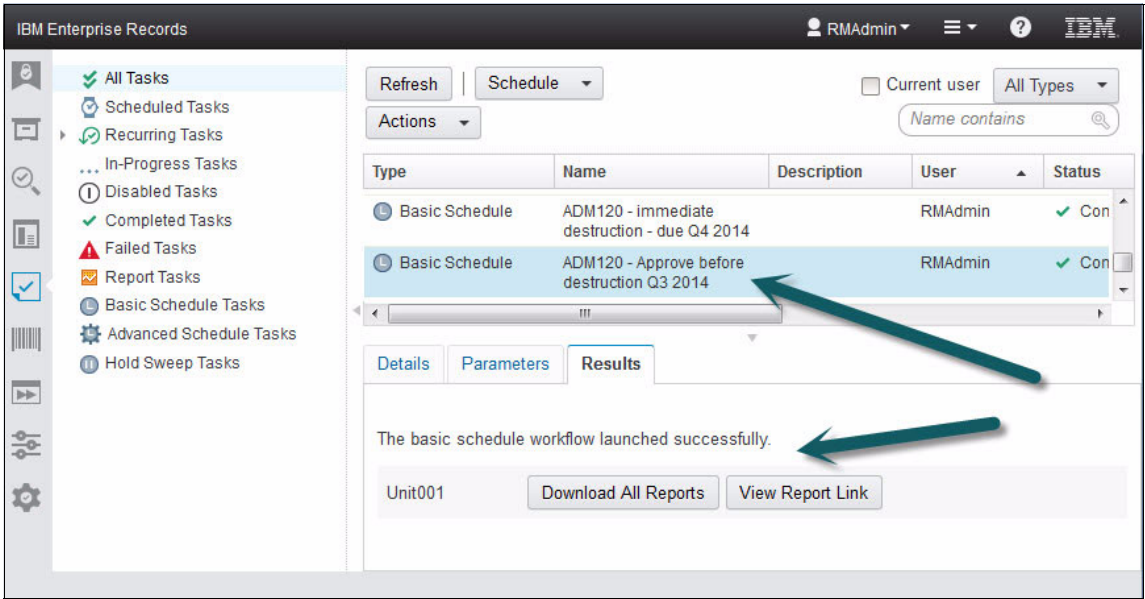 IBM Enterprise Records
RMAdmin
?
IBM
All Tasks
Scheduled Tasks
Recurring Tasks
In-Progress Tasks
Disabled Tasks
Completed Tasks
Failed Tasks
Report Tasks
Basic Schedule Tasks
Advanced Schedule Tasks
Hold Sweep Tasks
Refresh
Schedule
Current user
All Types
Actions
Name contains
Type Name Description User Status
Basic Schedule ADM120 - immediate RMAdmin Con
destruction - due Q4 2014
Basic Schedule ADM120 - Approve before RMAdmin Con
destruction Q3 2014
Details Parameters Results
The basic schedule workflow launched successfully.
Unit001 Download All Reports View Report Link